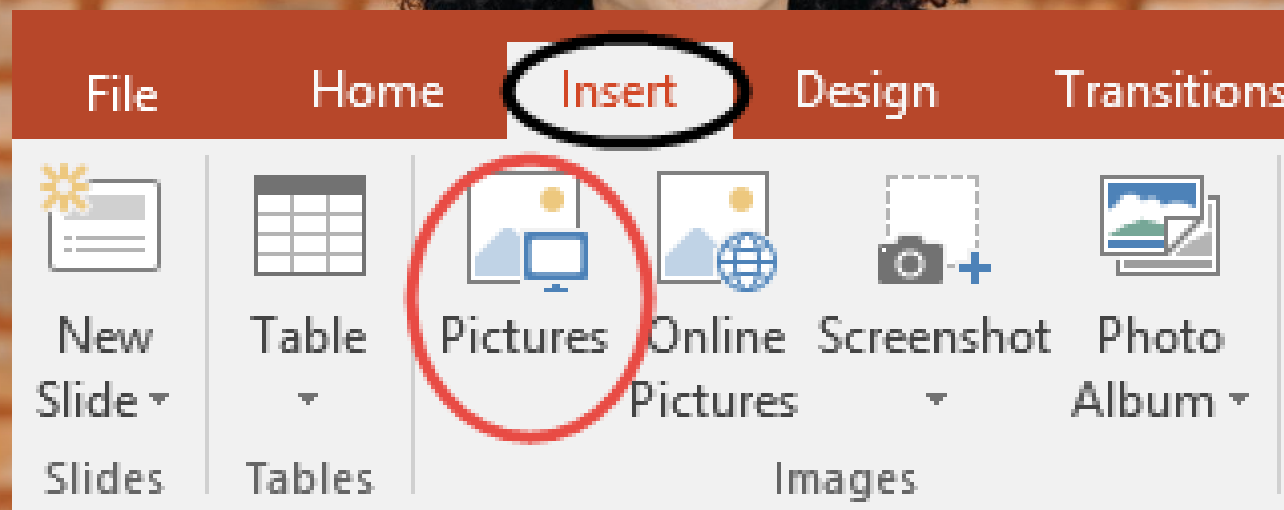 File Home Insert Design Transitions
New Table Pictures Online Screenshot Photo
Slide Pictures Album
Slides Tables Images